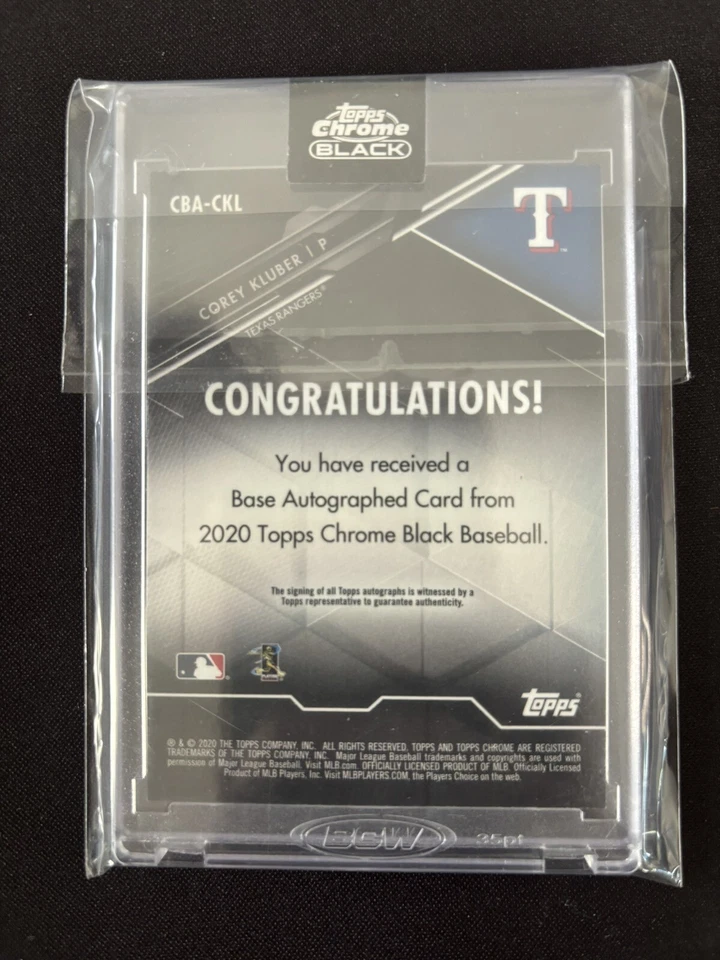 Topps
Chrome
BLACK
CBA-CKL
T
COREY KLUBER | P
TEXAS RANGERS®
CONGRATULATIONS!
You have received a
Base Autographed Card from
2020 Topps Chrome Black Baseball.
The signing of all Topps autographs is witnessed by a
Topps representative to guarantee authenticity.
Topps®
® & © 2020 THE TOPPS COMPANY, INC. ALL RIGHTS RESERVED. TOPPS AND TOPPS CHROME ARE REGISTERED
TRADEMARKS OF THE TOPPS COMPANY, INC. Major League Baseball trademarks and copyrights are used with
permission of Major League Baseball. Visit MLB.com. OFFICIALLY LICENSED PRODUCT OF MLB. Officially Licensed
Product of MLB Players, Inc. Visit MLBPLAYERS.COM, the Players Choice on the web.
BCW
35pt